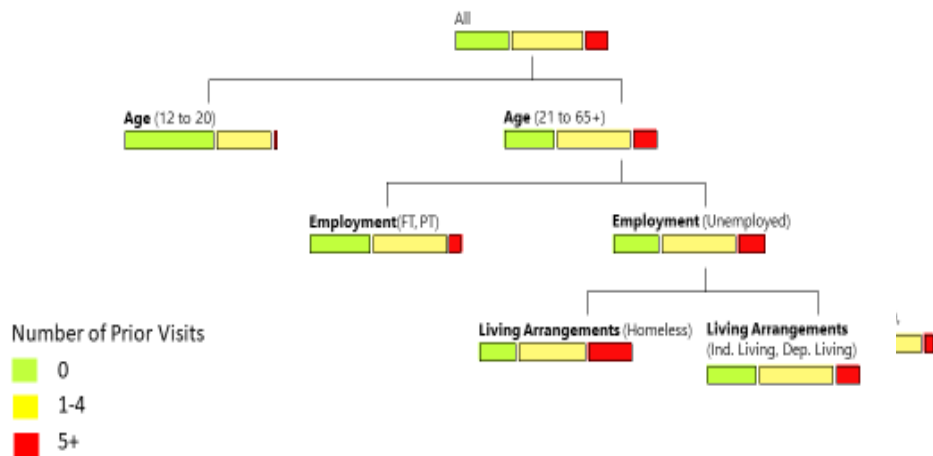 All
Age (12 to 20)
Age (21 to 65+)
Employment(FT, PT)
Employment (Unemployed)
Living Arrangements (Homeless)
Living Arrangements
(Ind. Living, Dep. Living)
Number of Prior Visits
0
1-4
5+